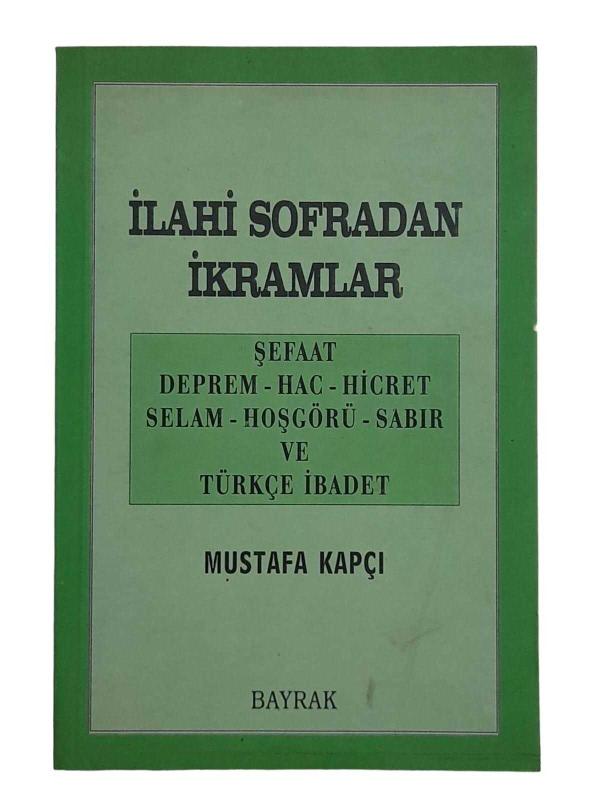 İLAHİ SOFRADAN
İKRAMLAR
ŞEFAAT
DEPREM - HAC - HİCRET
SELAM - HOŞGÖRÜ - SABIR
VE
TÜRKÇE İBADET
MUSTAFA KAPÇI
BAYRAK